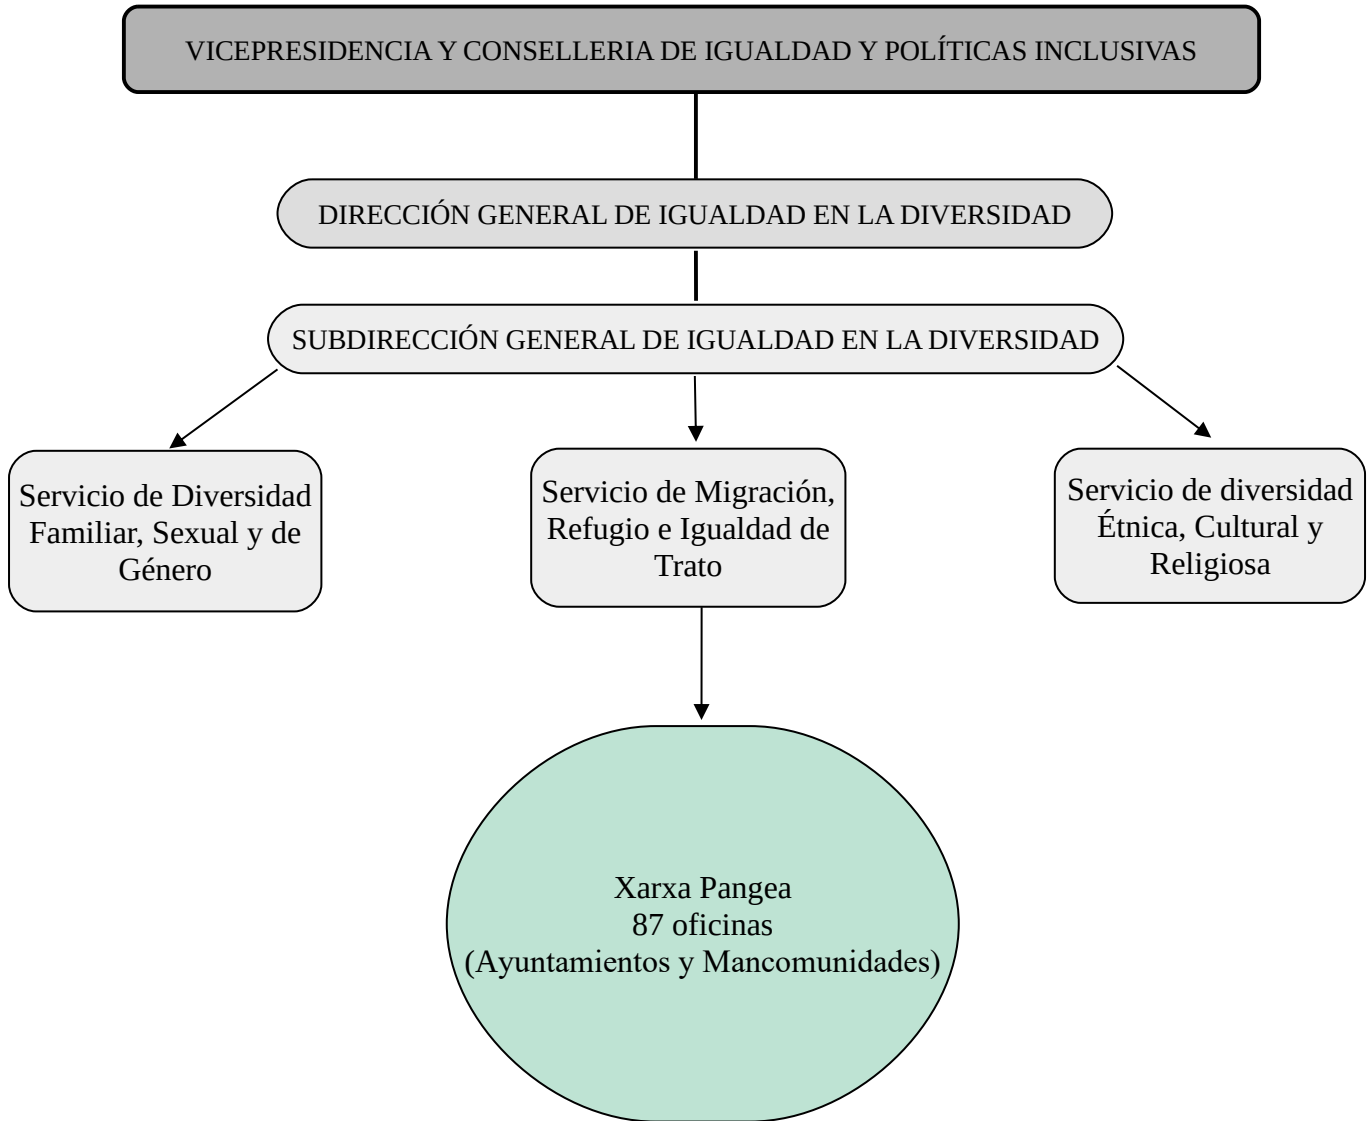 VICEPRESIDENCIA Y CONSELLERIA DE IGUALDAD Y POLÍTICAS INCLUSIVAS
DIRECCIÓN GENERAL DE IGUALDAD EN LA DIVERSIDAD
SUBDIRECCIÓN GENERAL DE IGUALDAD EN LA DIVERSIDAD
Servicio de Diversidad
Familiar, Sexual y de
Género
Servicio de Migración,
Refugio e Igualdad de
Trato
Servicio de diversidad
Étnica, Cultural y
Religiosa
Xarxa Pangea
87 oficinas
(Ayuntamientos y Mancomunidades)